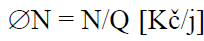 ∅N = N/Q [Kč/j]